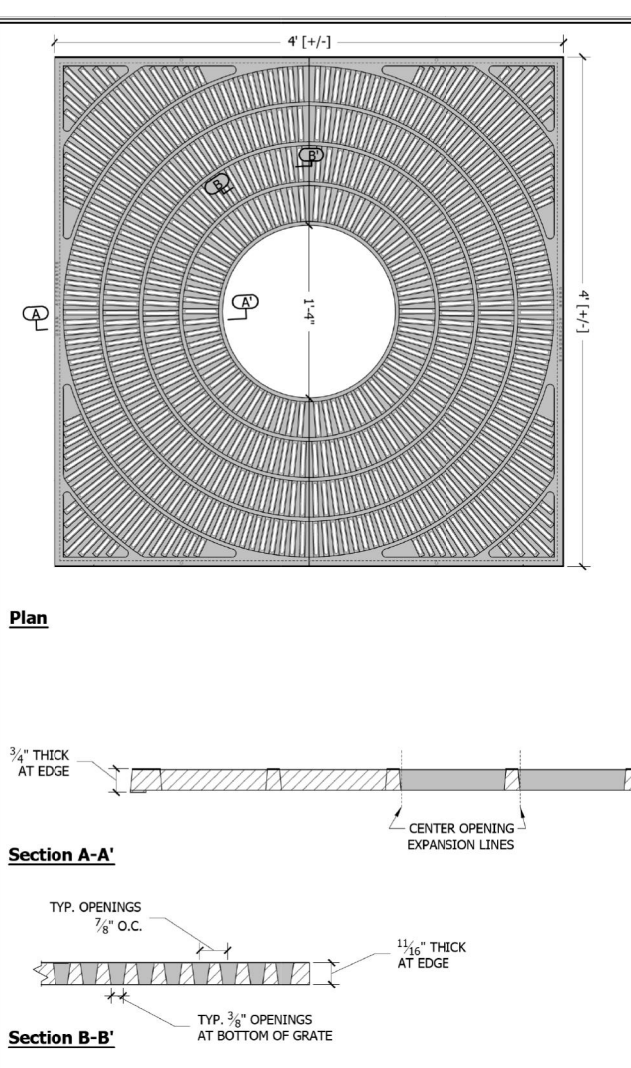 4' [+/-]
B'
B
A'
A
1'-4"
4' [+/-]
Plan
3/4" THICK
AT EDGE
CENTER OPENING
EXPANSION LINES
Section A-A'
TYP. OPENINGS
7/8" O.C.
11/16" THICK
AT EDGE
TYP. 3/8" OPENINGS
AT BOTTOM OF GRATE
Section B-B'